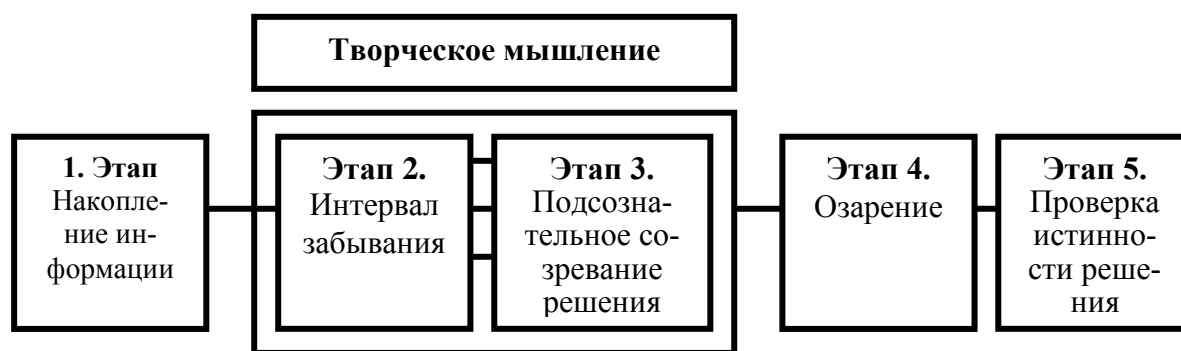 Творческое мышление
1. Этап
Накопле-
ние ин-
формации
Этап 2.
Интервал
забывания
Этап 3.
Подсозна-
тельное со-
зревание
решения
Этап 4.
Озарение
Этап 5.
Проверка
истинно-
сти реше-
ния